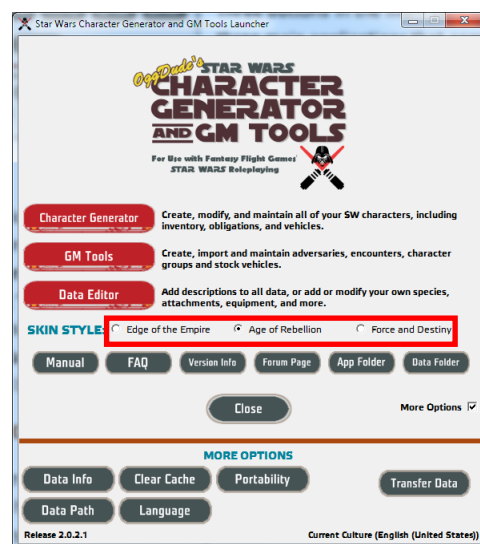 Star Wars Character Generator and GM Tools Launcher
OggDude's STAR WARS
CHARACTER
GENERATOR
AND GM TOOLS
For Use with Fantasy Flight Games'
STAR WARS Roleplaying
Character Generator
Create, modify, and maintain all of your SW characters, including
inventory, obligations, and vehicles.
GM Tools
Create, import and maintain adversaries, encounters, character
groups and stock vehicles.
Data Editor
Add descriptions to all data, or add or modify your own species,
attachments, equipment, and more.
SKIN STYLE: Edge of the Empire Age of Rebellion Force and Destiny
Manual FAQ Version Info Forum Page App Folder Data Folder
Close More Options
MORE OPTIONS
Data Info Clear Cache Portability Transfer Data
Data Path Language
Release 2.0.2.1 Current Culture (English (United States))